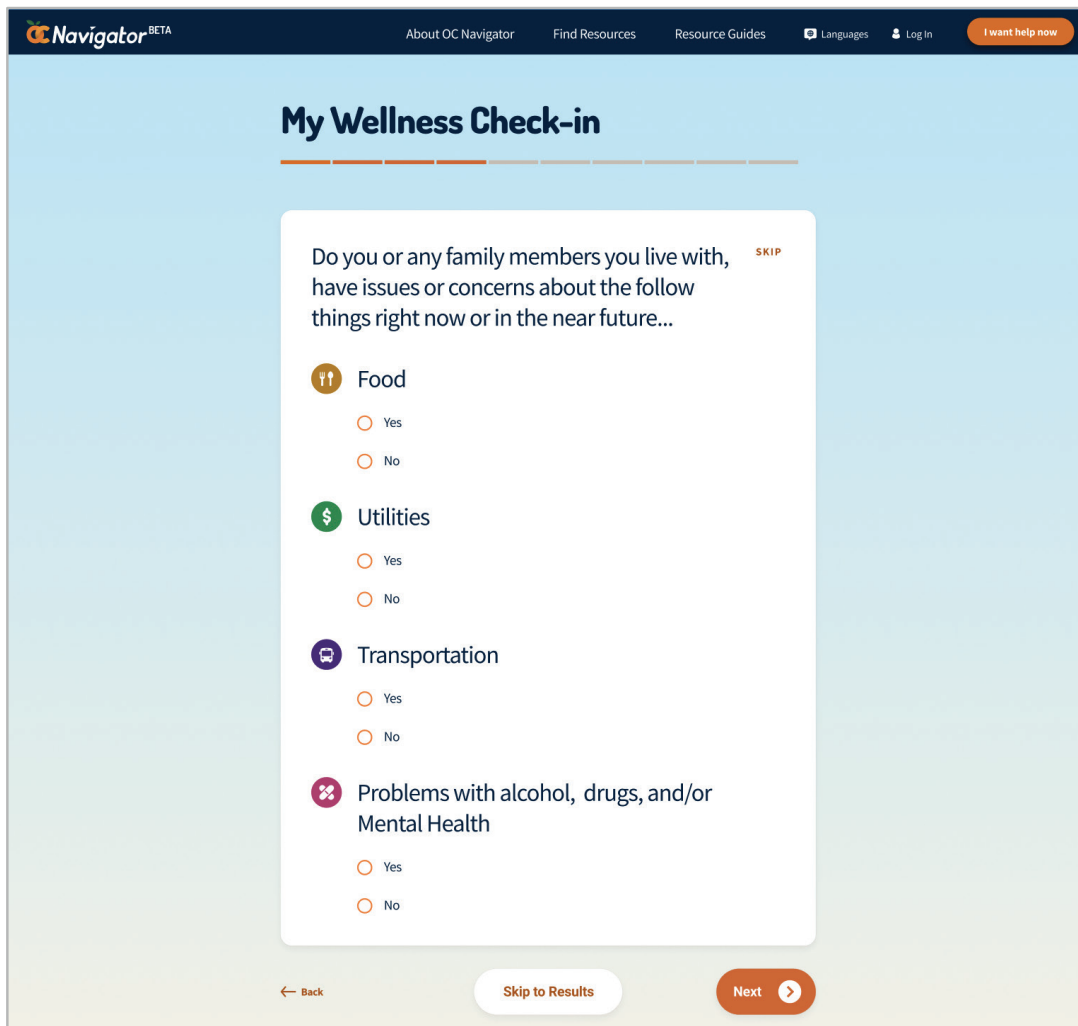 OC Navigator BETA
About OC Navigator
Find Resources
Resource Guides
Languages
Log In
I want help now
My Wellness Check-in
Do you or any family members you live with,
SKIP
have issues or concerns about the follow
things right now or in the near future...
Food
Yes
No
Utilities
Yes
No
Transportation
Yes
No
Problems with alcohol, drugs, and/or
Mental Health
Yes
No
Back
Skip to Results
Next